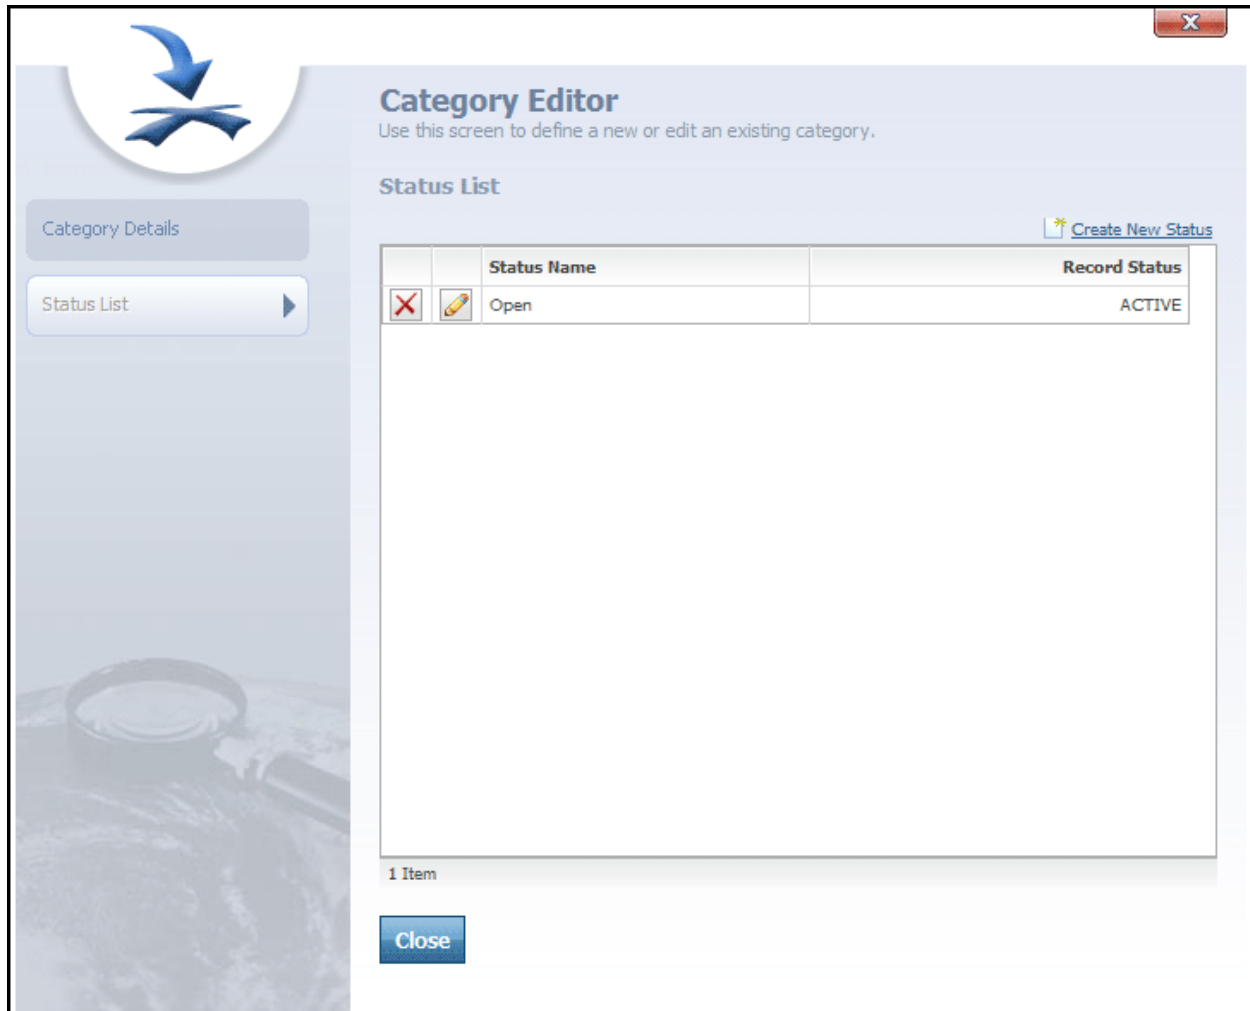 X
Category Editor
Use this screen to define a new or edit an existing category.
Status List
Category Details
Create New Status
Status Name Record Status
Status List
Open ACTIVE
1 Item
Close